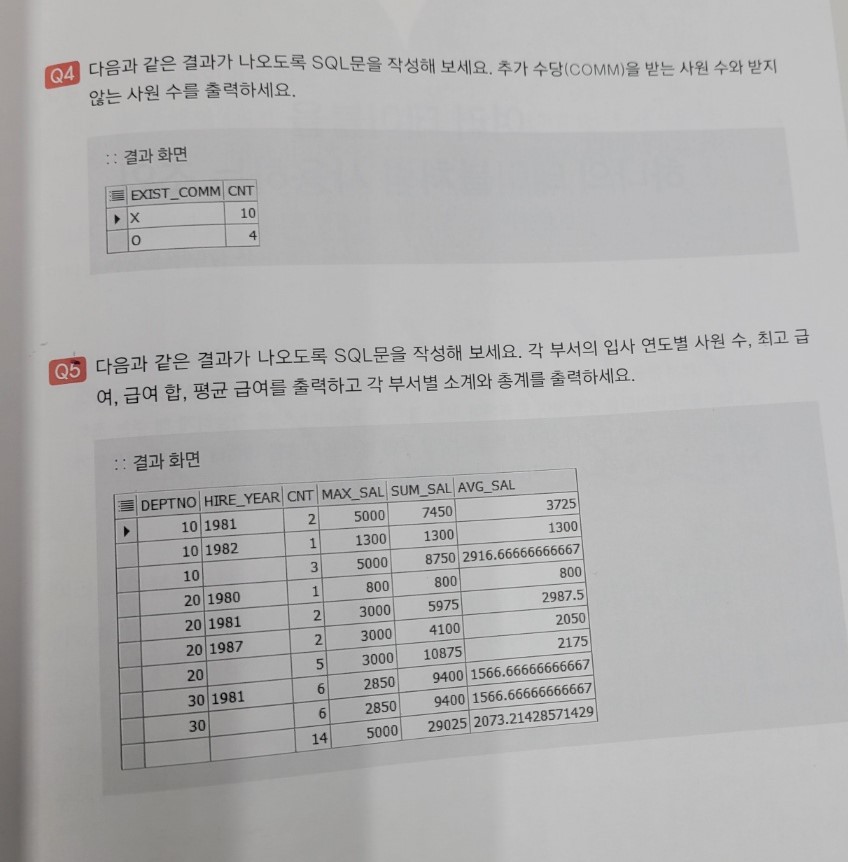 Q4 다음과 같은 결과가 나오도록 SQL문을 작성해 보세요. 추가 수당(COMM)을 받는 사원 수와 받지
않는 사원 수를 출력하세요.
:: 결과 화면
EXIST_COMM CNT
X 10
O 4
Q5 다음과 같은 결과가 나오도록 SQL문을 작성해 보세요. 각 부서의 입사 연도별 사원 수, 최고 급
여, 급여 합, 평균 급여를 출력하고 각 부서별 소계와 총계를 출력하세요.
:: 결과 화면
DEPTNO HIRE_YEAR CNT MAX_SAL SUM_SAL AVG_SAL
10 1981 2 5000 7450 3725
10 1982 1 1300 1300 1300
10 3 5000 8750 2916.66666666667
20 1980 1 800 800 800
20 1981 2 3000 5975 2987.5
20 1987 2 3000 4100 2050
20 5 3000 10875 2175
30 1981 6 2850 9400 1566.66666666667
30 6 2850 9400 1566.66666666667
14 5000 29025 2073.21428571429